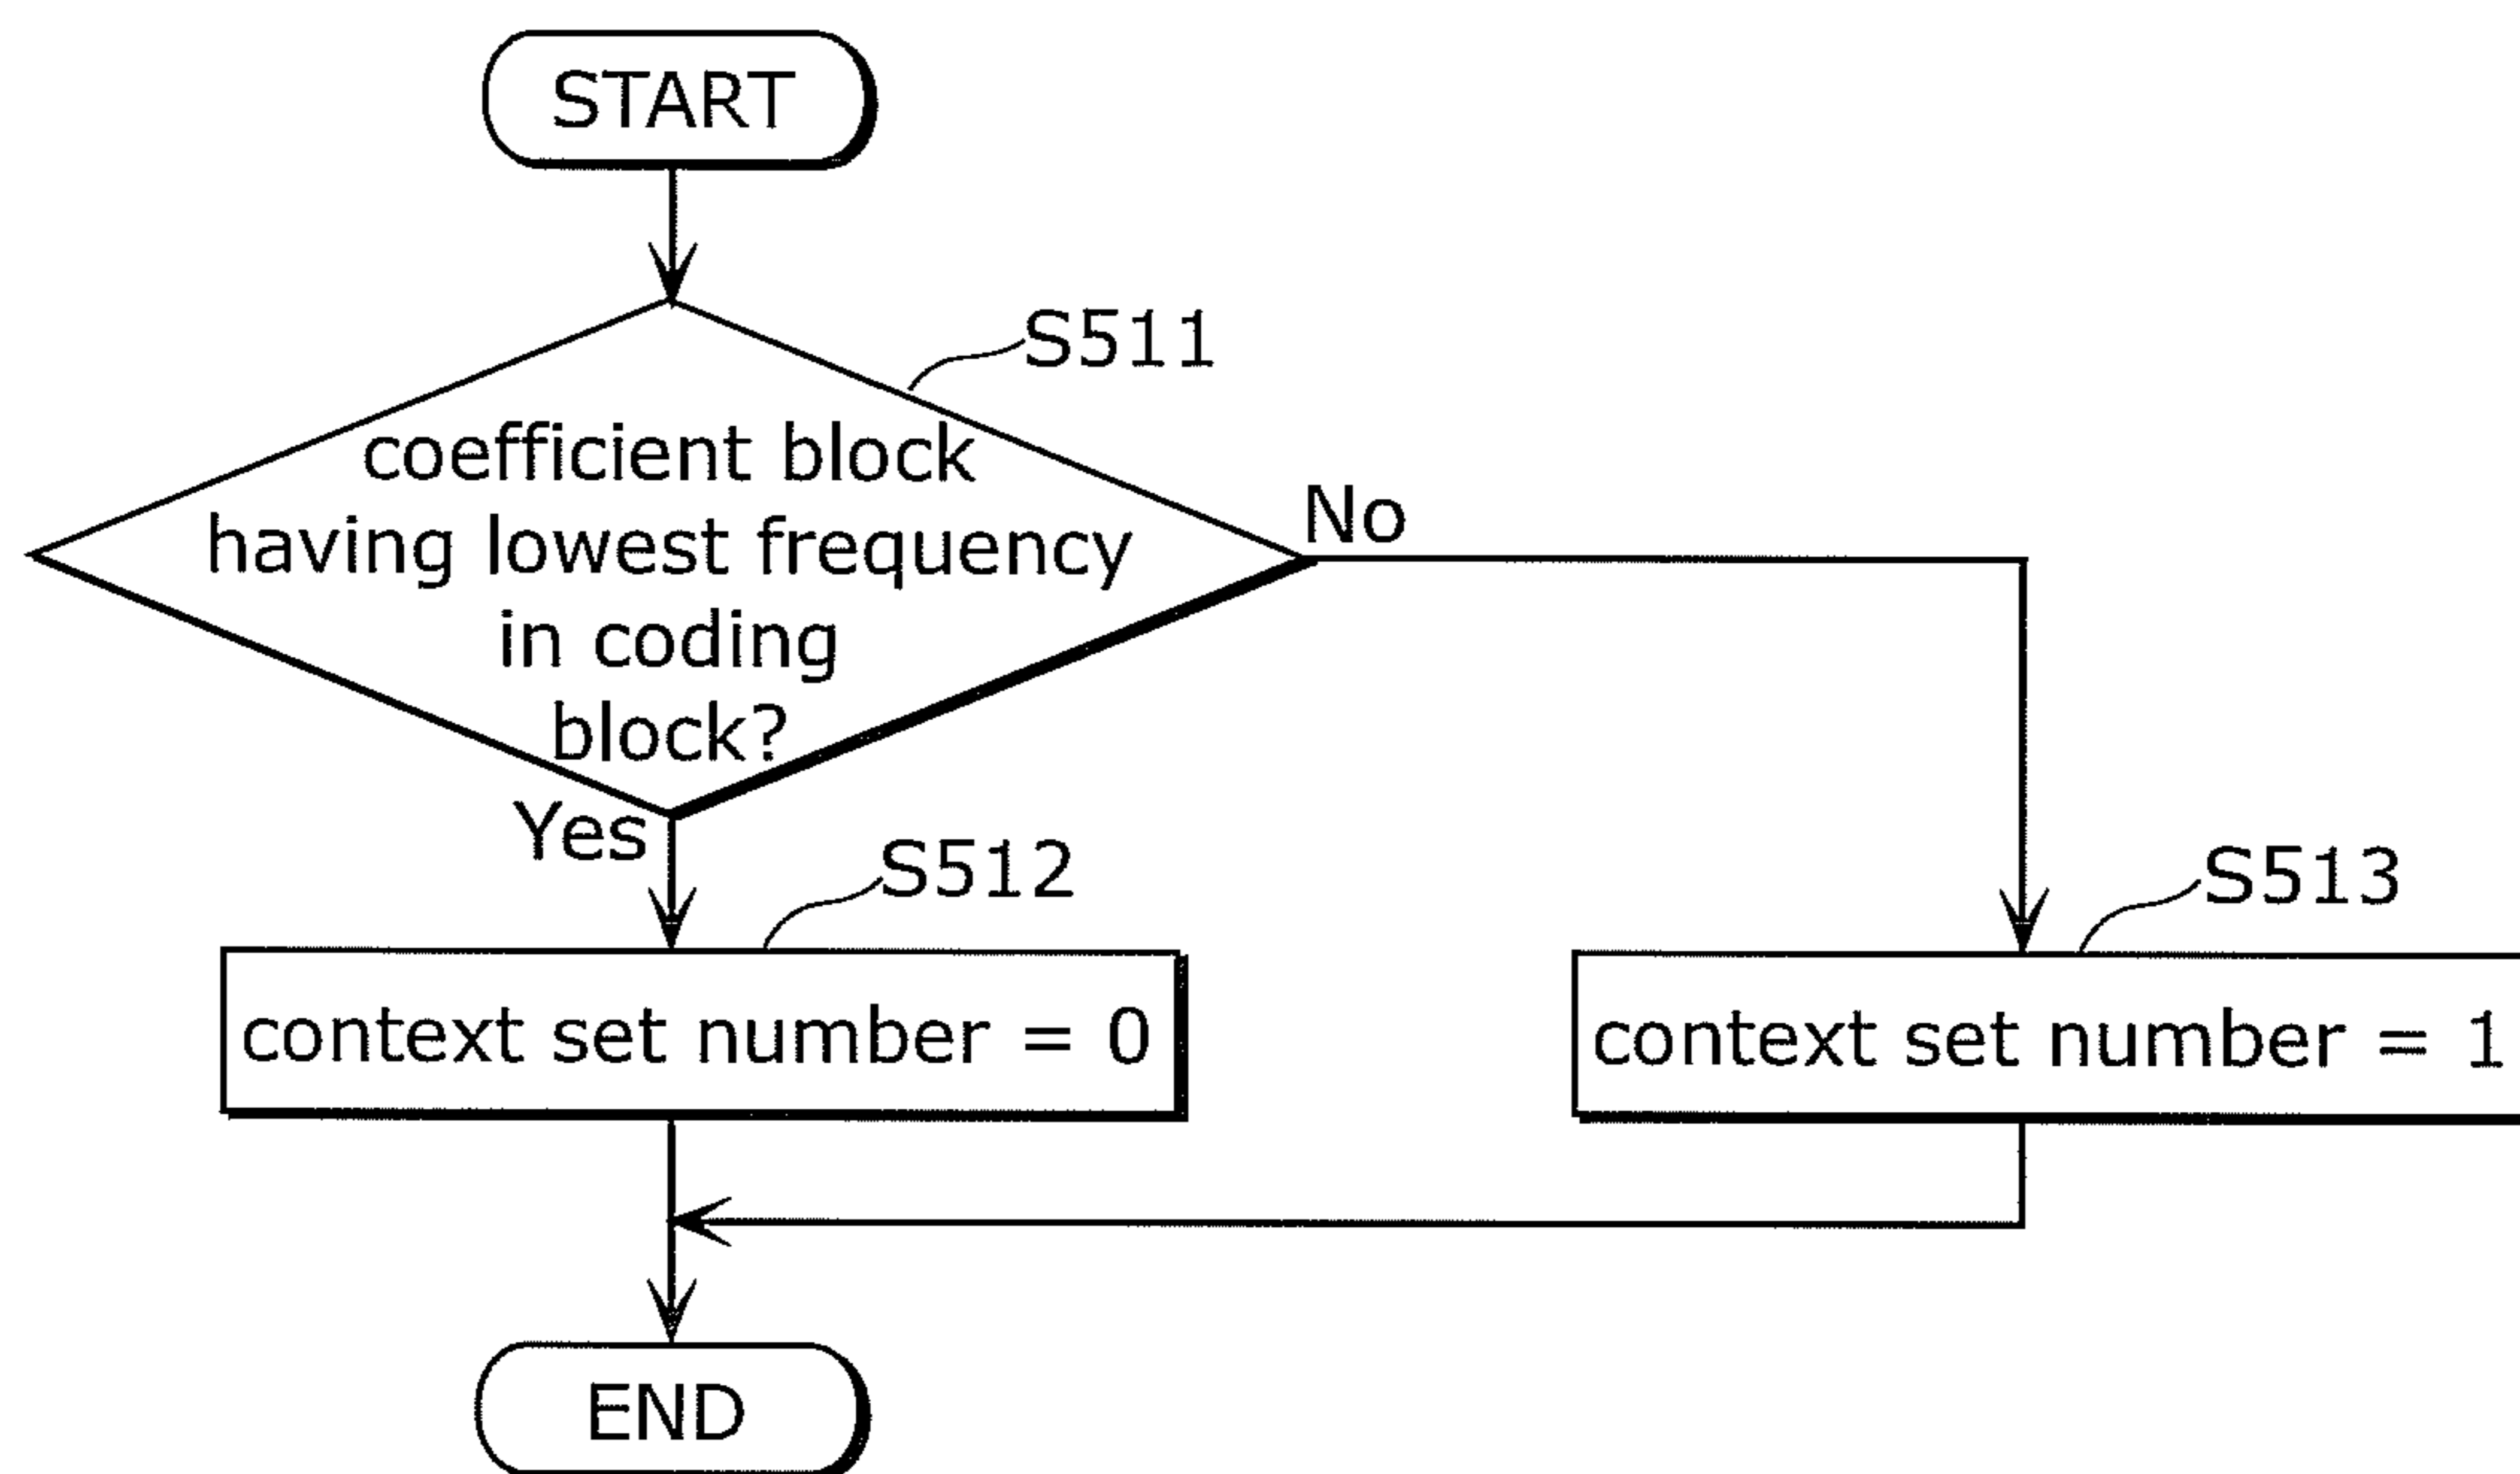 START
S511
coefficient block
having lowest frequency
in coding
block?
No
Yes
S512
S513
context set number = 0
context set number = 1
END